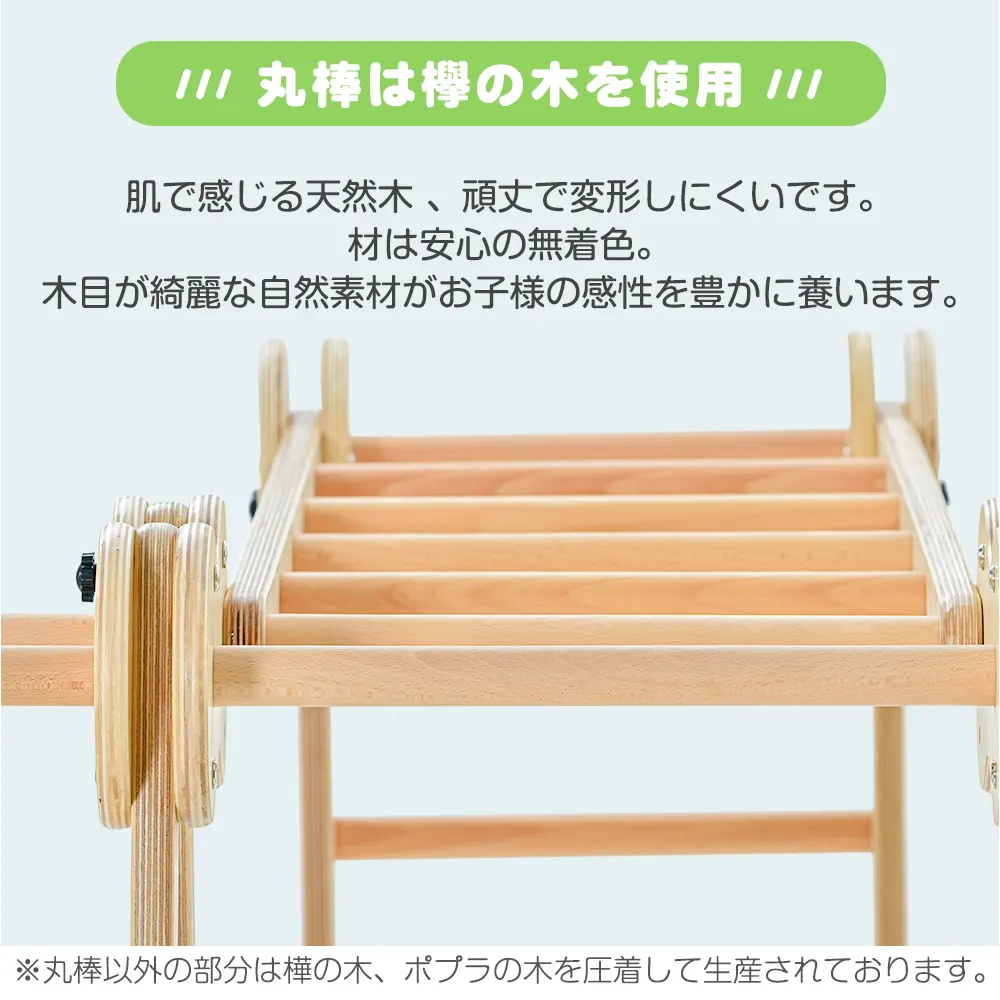 丸棒は欅の木を使用
肌で感じる天然木 、頑丈で変形しにくいです。
材は安心の無着色。
木目が綺麗な自然素材がお子様の感性を豊かに養います。
※丸棒以外の部分は樺の木、ポプラの木を圧着して生産されております。